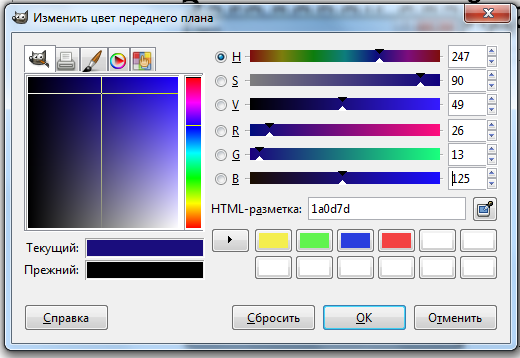 Изменить цвет переднего плана
H 247
S 90
V 49
R 26
G 13
B 125
HTML-разметка: 1a0d7d
Текущий:
Прежний:
Справка Сбросить OK Отменить